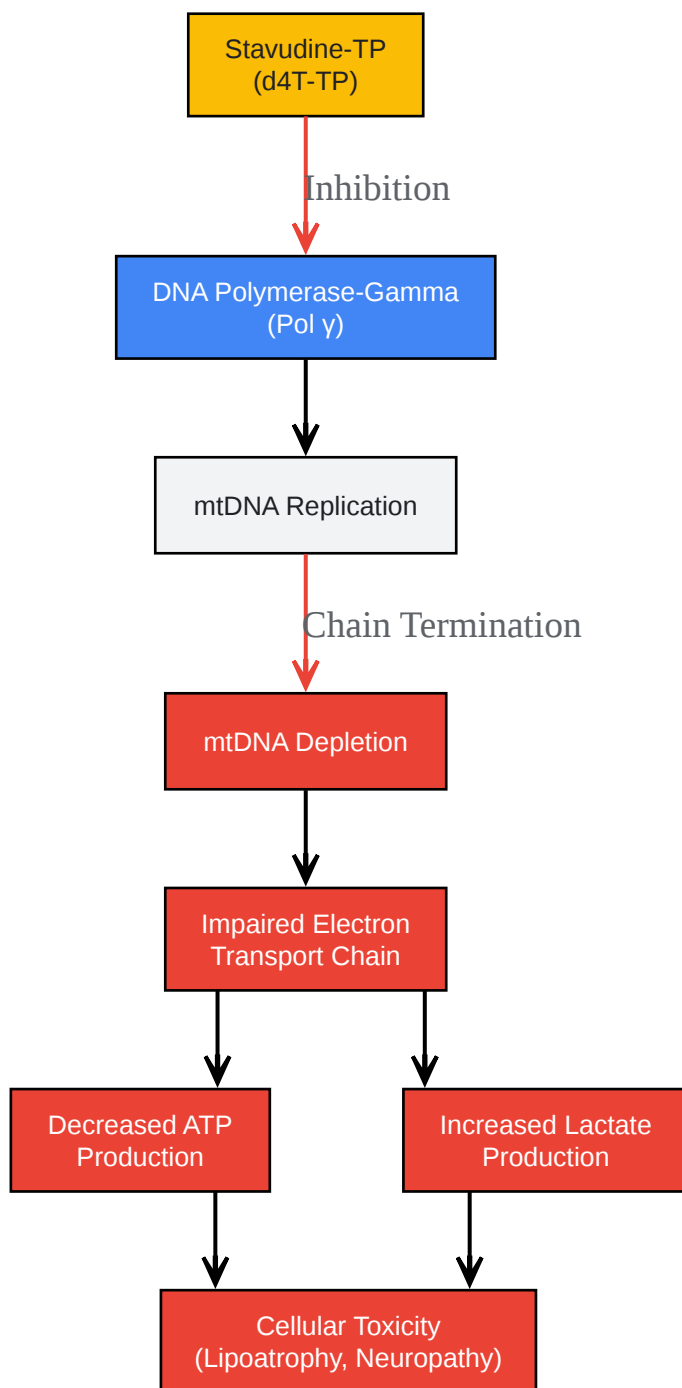 Stavudine-TP
(d4T-TP)
Inhibition
DNA Polymerase-Gamma
(Pol γ)
mtDNA Replication
Chain Termination
mtDNA Depletion
Impaired Electron
Transport Chain
Decreased ATP
Production
Increased Lactate
Production
Cellular Toxicity
(Lipoatrophy, Neuropathy)